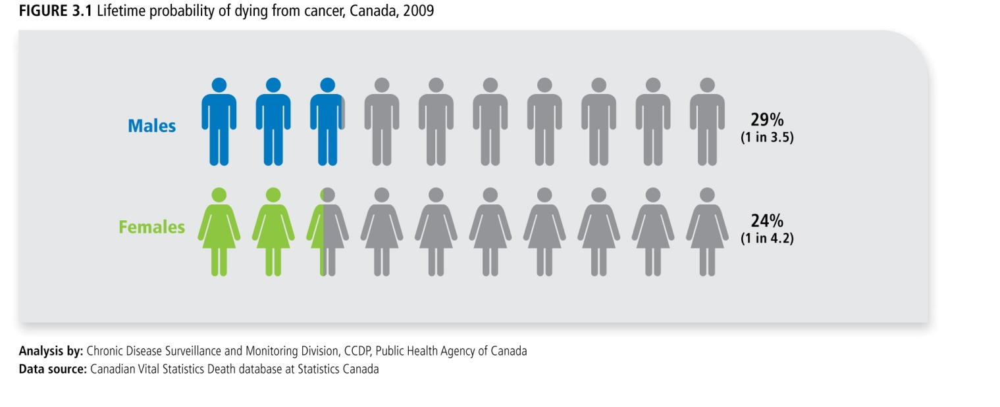 FIGURE 3.1 Lifetime probability of dying from cancer, Canada, 2009
Males
29%
(1 in 3.5)
Females
24%
(1 in 4.2)
Analysis by: Chronic Disease Surveillance and Monitoring Division, CCDP, Public Health Agency of Canada
Data source: Canadian Vital Statistics Death database at Statistics Canada